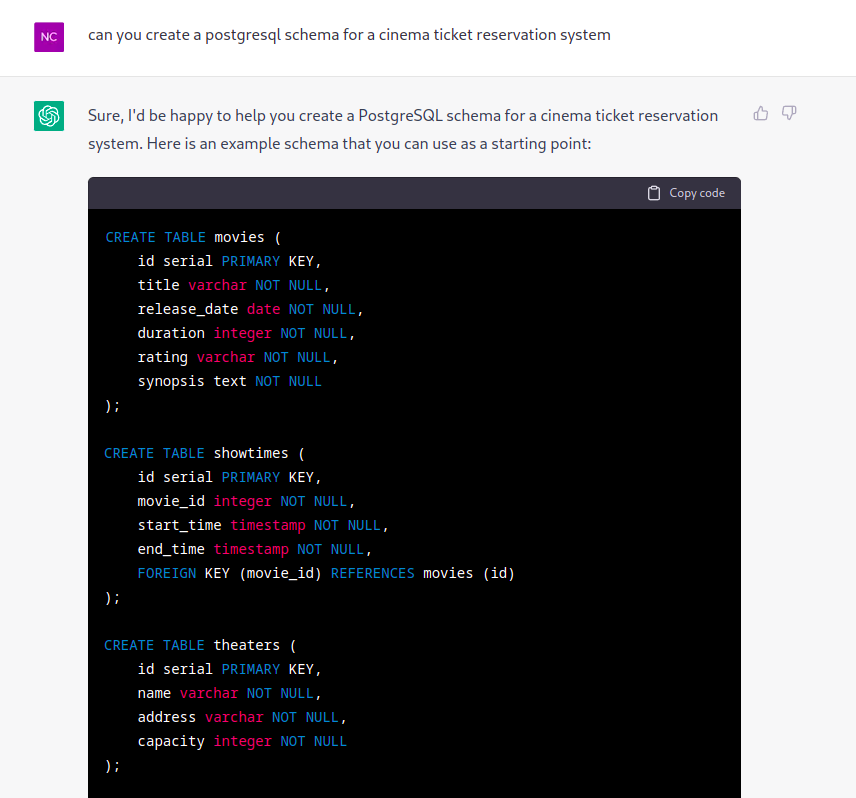 NC
can you create a postgresql schema for a cinema ticket reservation system
Sure, I'd be happy to help you create a PostgreSQL schema for a cinema ticket reservation
system. Here is an example schema that you can use as a starting point:
Copy code
CREATE TABLE movies (
    id serial PRIMARY KEY,
    title varchar NOT NULL,
    release_date date NOT NULL,
    duration integer NOT NULL,
    rating varchar NOT NULL,
    synopsis text NOT NULL
);
CREATE TABLE showtimes (
    id serial PRIMARY KEY,
    movie_id integer NOT NULL,
    start_time timestamp NOT NULL,
    end_time timestamp NOT NULL,
    FOREIGN KEY (movie_id) REFERENCES movies (id)
);
CREATE TABLE theaters (
    id serial PRIMARY KEY,
    name varchar NOT NULL,
    address varchar NOT NULL,
    capacity integer NOT NULL
);